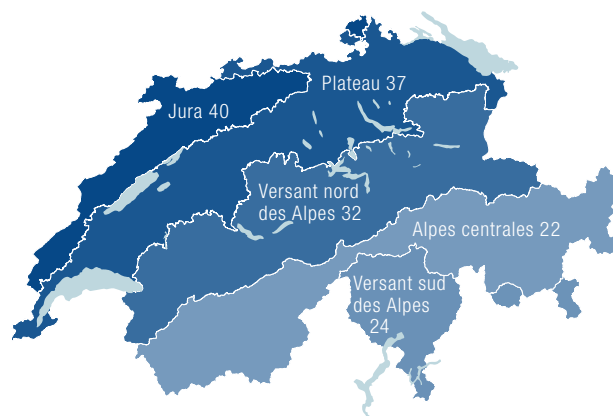 Plateau 37
Jura 40
Versant nord
des Alpes 32
Alpes centrales 22
Versant sud
des Alpes
24